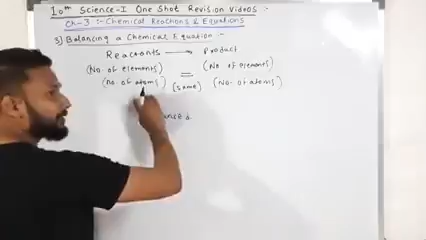 10th Science-I One Shot Revision Videos -
Ch-3 :- Chemical Reactions & Equations
5) Balancing a Chemical Equation -
Reactants → Product
(No. of elements) = (No. of elements)
(No. of atoms) (same) (No. of atoms)